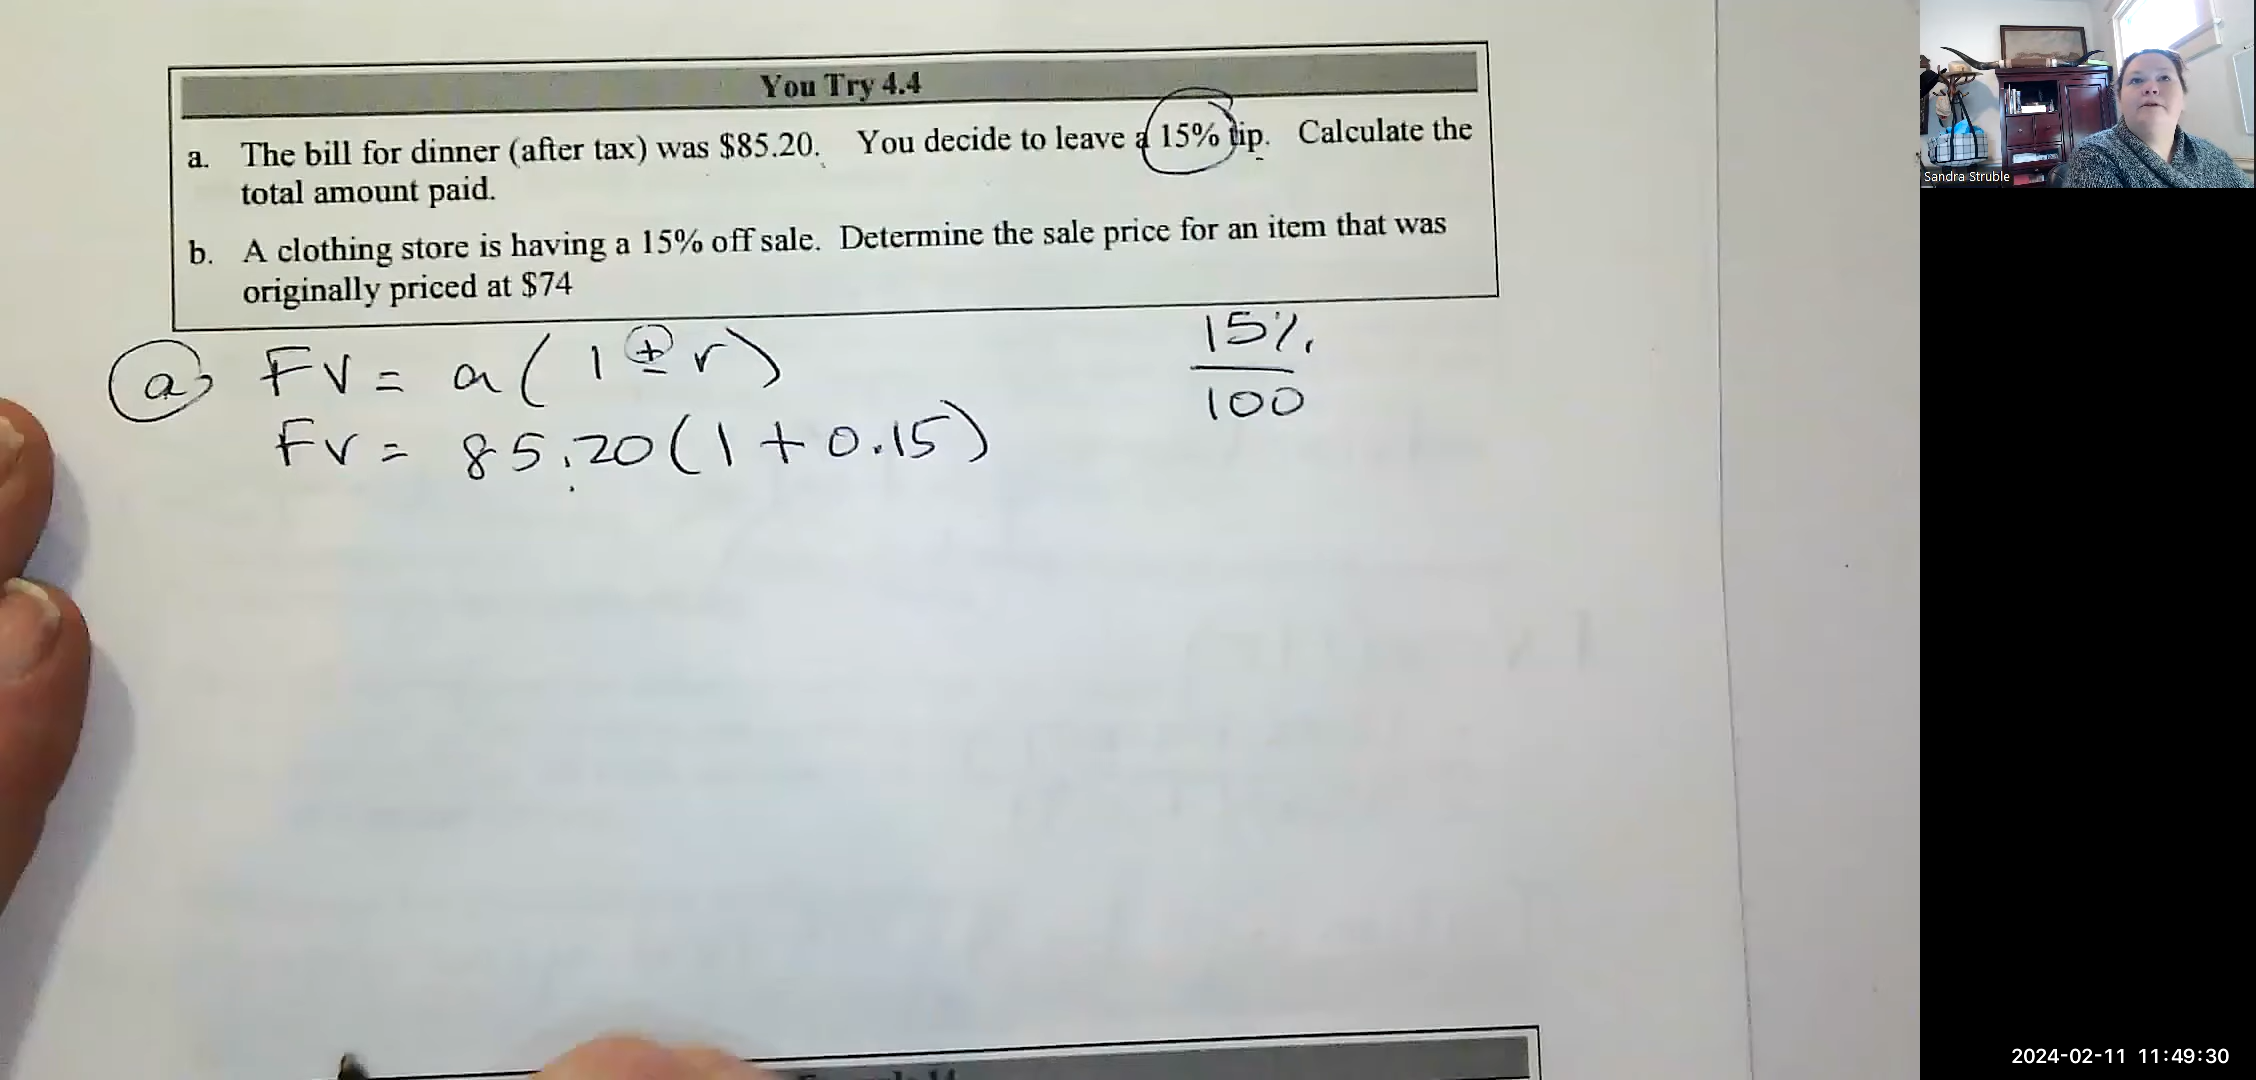 You Try 4.4
a. The bill for dinner (after tax) was $85.20. You decide to leave a 15% tip. Calculate the
total amount paid.
b. A clothing store is having a 15% off sale. Determine the sale price for an item that was
originally priced at $74
a) FV = a(1 ± r)
FV = 85.20(1 + 0.15)
15%
100
Sandra Struble
2024-02-11 11:49:30